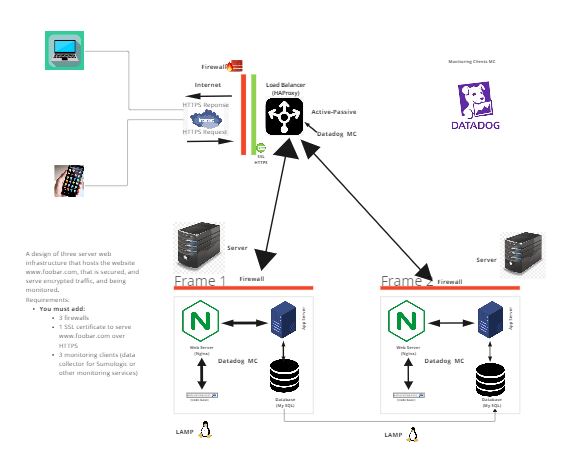 Monitoring Clients MC
Firewall
Internet
Load Balancer
(HAProxy)
HTTPS Reponse
Active-Passive
DATADOG
HTTPS Request
Datadog MC
SSL
HTTPS
Server
Server
A design of three server web
infrastructure that hosts the website
www.foobar.com, that is secured, and
serve encrypted traffic, and being
monitored.
Requirements:
• You must add:
• 3 firewalls
• 1 SSL certificate to serve
www.foobar.com over
HTTPS
• 3 monitoring clients (data
collector for Sumologic or
other monitoring services)
Frame 1
Firewall
Frame 2
Firewall
N
App Server
Web Server
(Nginx)
Datadog MC
Database
(My SQL)
N
App Server
Web Server
(Nginx)
Datadog MC
Database
(My SQL)
LAMP
LAMP